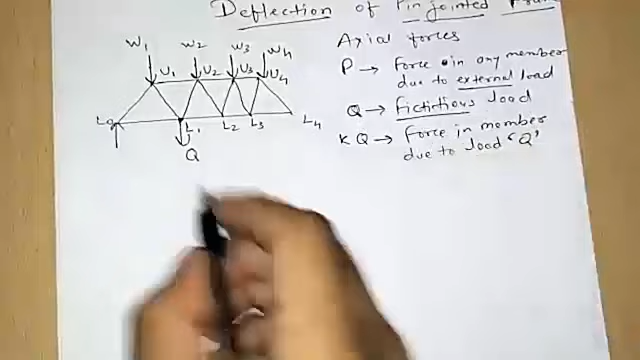 Deflection of Pin jointed Frame
Axial forces
P → Force in any member
due to external load
Q → fictitious load
KQ → Force in member
due to load 'Q'
W1 W2 W3 W4
U1 U2 U3 U4
L0 L1 L2 L3 L4
Q